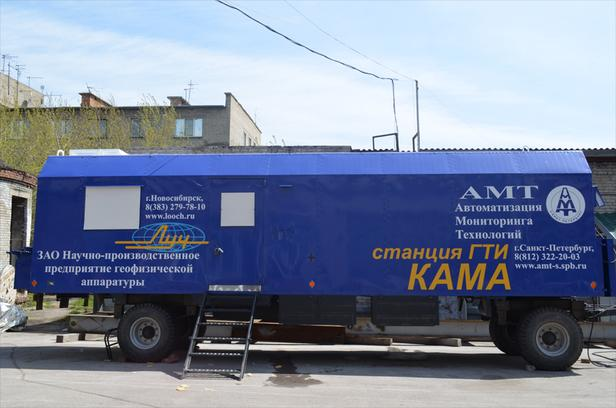 г.Новосибирск,
8(383) 279-78-10
www.looch.ru
Луч
ЗАО Научно-производственное
предприятие геофизической
аппаратуры
АМТ
Автоматизация
Мониторинга
Технологий
АМТ
станция ГТИ
КАМА
г.Санкт-Петербург,
8(812) 322-20-03
www.amt-s.spb.ru